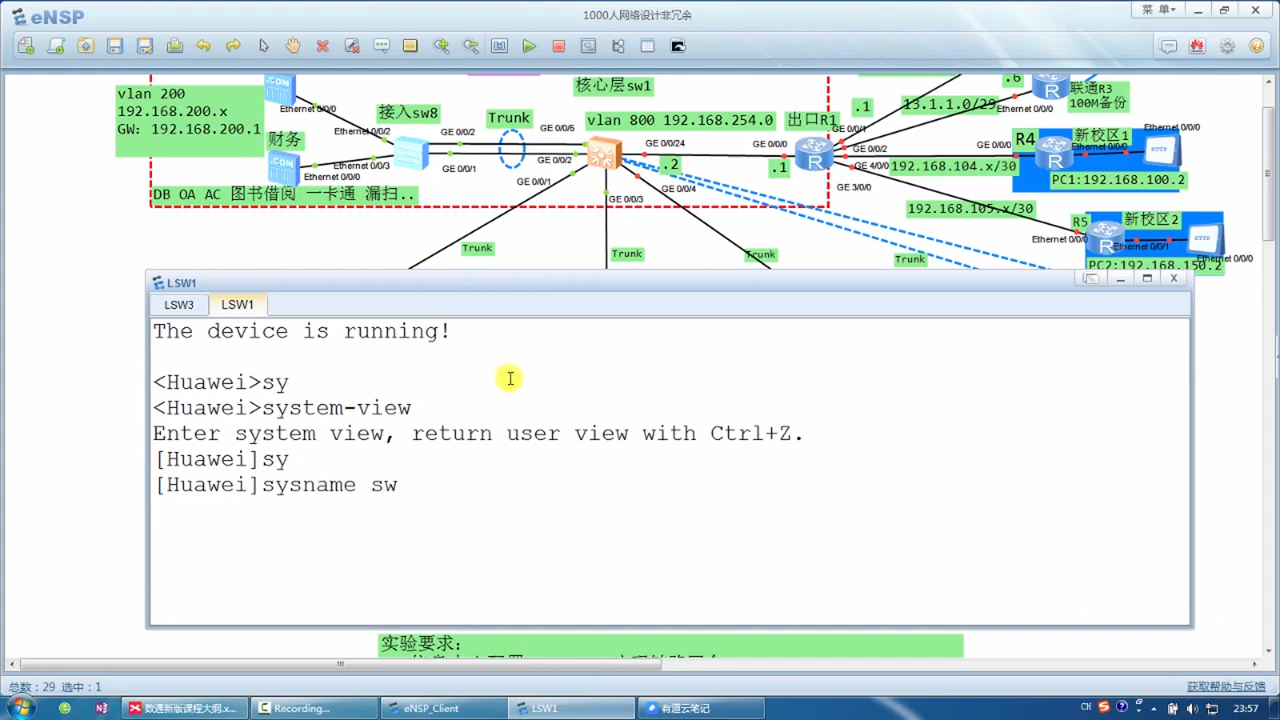 eNSP
1000人网络设计非冗余
菜 单
vlan 200
192.168.200.x
GW: 192.168.200.1
Ethernet 0/0/0
财务
Ethernet 0/0/0
接入sw8
Ethernet 0/0/2
Ethernet 0/0/3
GE 0/0/2
GE 0/0/1
Trunk
GE 0/0/5
GE 0/0/2
GE 0/0/1
核心层sw1
vlan 800 192.168.254.0
GE 0/0/24
.2
GE 0/0/4
GE 0/0/3
出口R1
GE 0/0/0
.1
.1
GE 0/0/1
GE 0/0/2
GE 4/0/0
GE 3/0/0
13.1.1.0/29
.6
Ethernet 0/0/0
联通R3
100M备份
R4
新校区1
GE 0/0/0
Ethernet 0/0/1
Ethernet 0/0/0
192.168.104.x/30
PC1:192.168.100.2
192.168.105.x/30
R5
新校区2
Ethernet 0/0/0
Ethernet 0/0/1
Ethernet 0/0/0
PC2:192.168.150.2
DB OA AC 图书借阅 一卡通 漏扫..
Trunk
Trunk
Trunk
Trunk
LSW1
LSW3
LSW1
The device is running!
<Huawei>sy
<Huawei>system-view
Enter system view, return user view with Ctrl+Z.
[Huawei]sy
[Huawei]sysname sw
实验要求:
总数: 29 选中: 1
获取帮助与反馈
数通新版课程大纲.x...
Recording...
eNSP_Client
LSW1
有道云笔记
CH
23:57